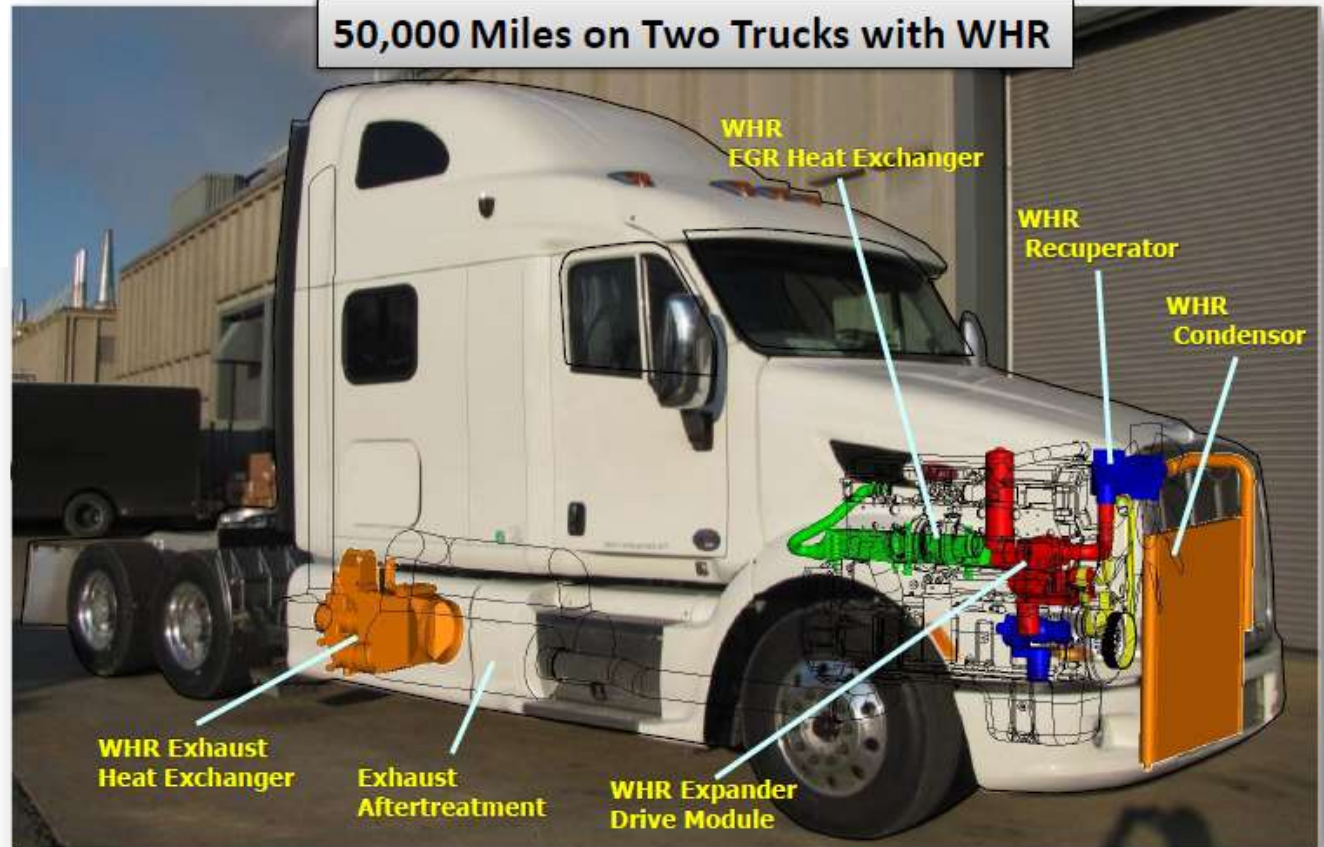 50,000 Miles on Two Trucks with WHR
WHR
EGR Heat Exchanger
WHR
Recuperator
WHR
Condensor
WHR Exhaust
Heat Exchanger
Exhaust
Aftertreatment
WHR Expander
Drive Module